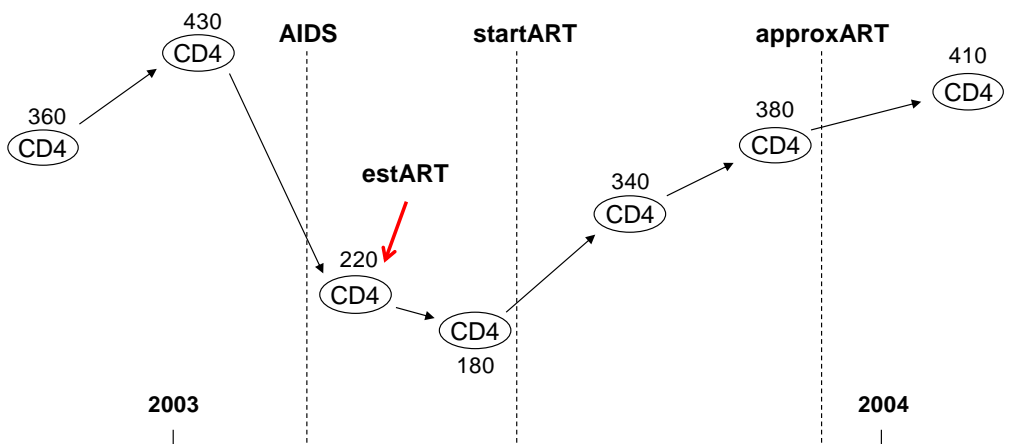 430
AIDS
startART
approxART
410
CD4
CD4
360
380
CD4
CD4
estART
340
CD4
220
CD4
CD4
180
2003
2004